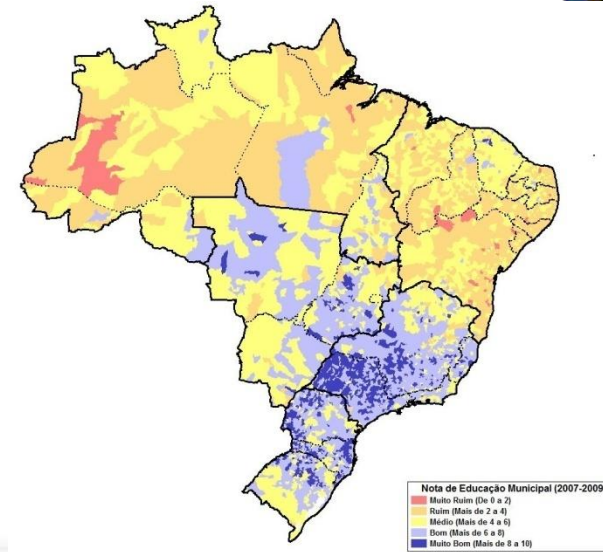 Nota de Educação Municipal (2007-2009
Muito Ruim (De 0 a 2)
Ruim (Mais de 2 a 4)
Médio (Mais de 4 a 6)
Bom (Mais de 6 a 8)
Muito Bom (Mais de 8 a 10)